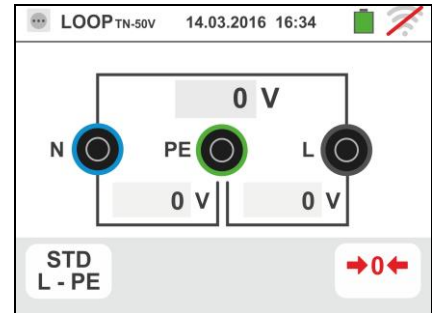 LOOP TN-50V 14.03.2016 16:34
0 V
N PE L
0 V 0 V
STD
L - PE
→0←